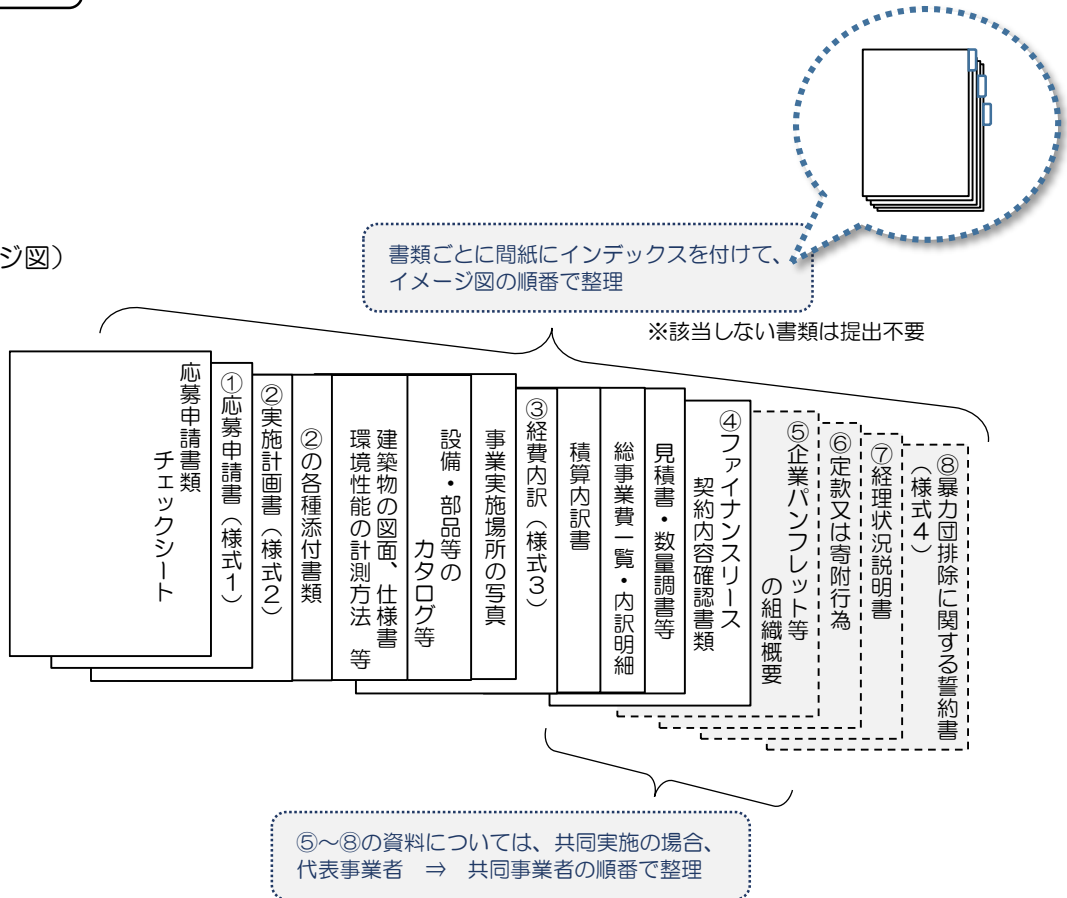 ジ図）
書類ごとに間紙にインデックスを付けて、
イメージ図の順番で整理
※該当しない書類は提出不要
応募申請書類
チェックシート
①応募申請書（様式１）
②実施計画書（様式２）
②の各種添付書類
建築物の図面、仕様書
環境性能の計測方法　等
設備・部品等の
カタログ等
事業実施場所の写真
③経費内訳（様式３）
積算内訳書
総事業費一覧・内訳明細
見積書・数量調書等
④ファイナンスリース
契約内容確認書類
⑤企業パンフレット等
の組織概要
⑥定款又は寄附行為
⑦経理状況説明書
⑧暴力団排除に関する誓約書
（様式４）
⑤～⑧の資料については、共同実施の場合、
代表事業者　⇒　共同事業者の順番で整理